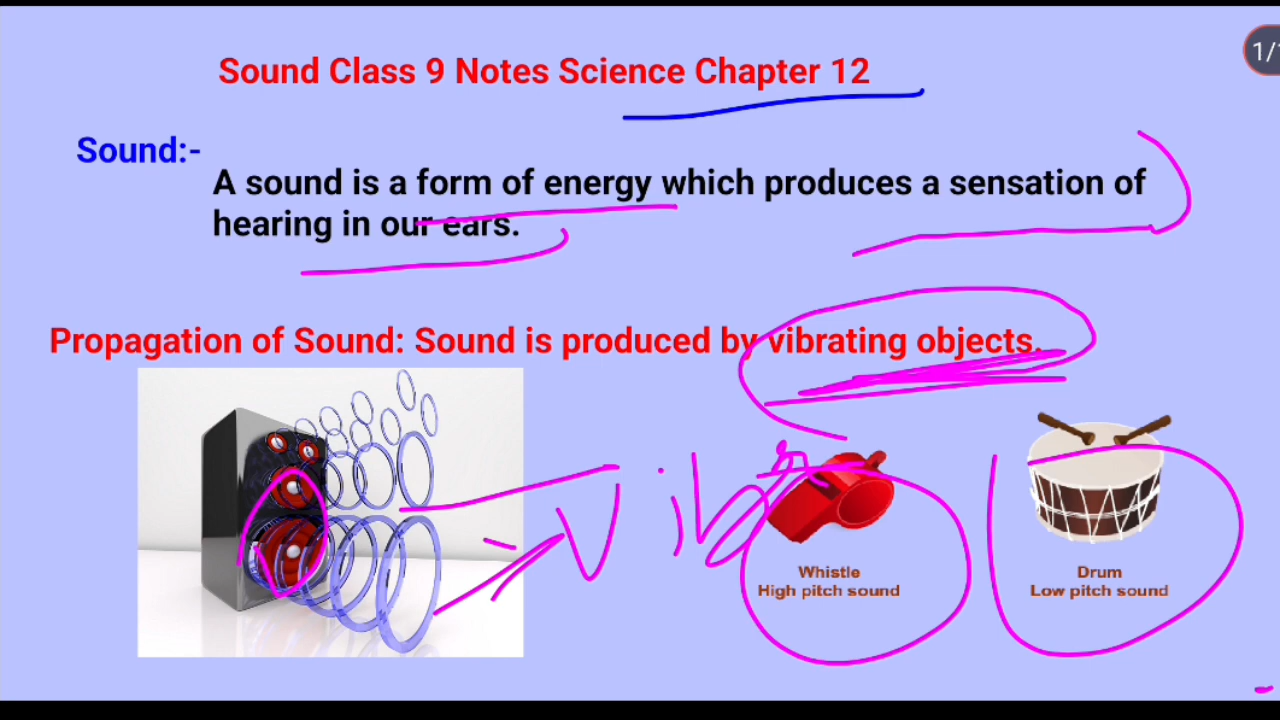 1/
Sound Class 9 Notes Science Chapter 12
Sound:-
A sound is a form of energy which produces a sensation of
hearing in our ears.
Propagation of Sound: Sound is produced by vibrating objects.
Vibr
Whistle
High pitch sound
Drum
Low pitch sound